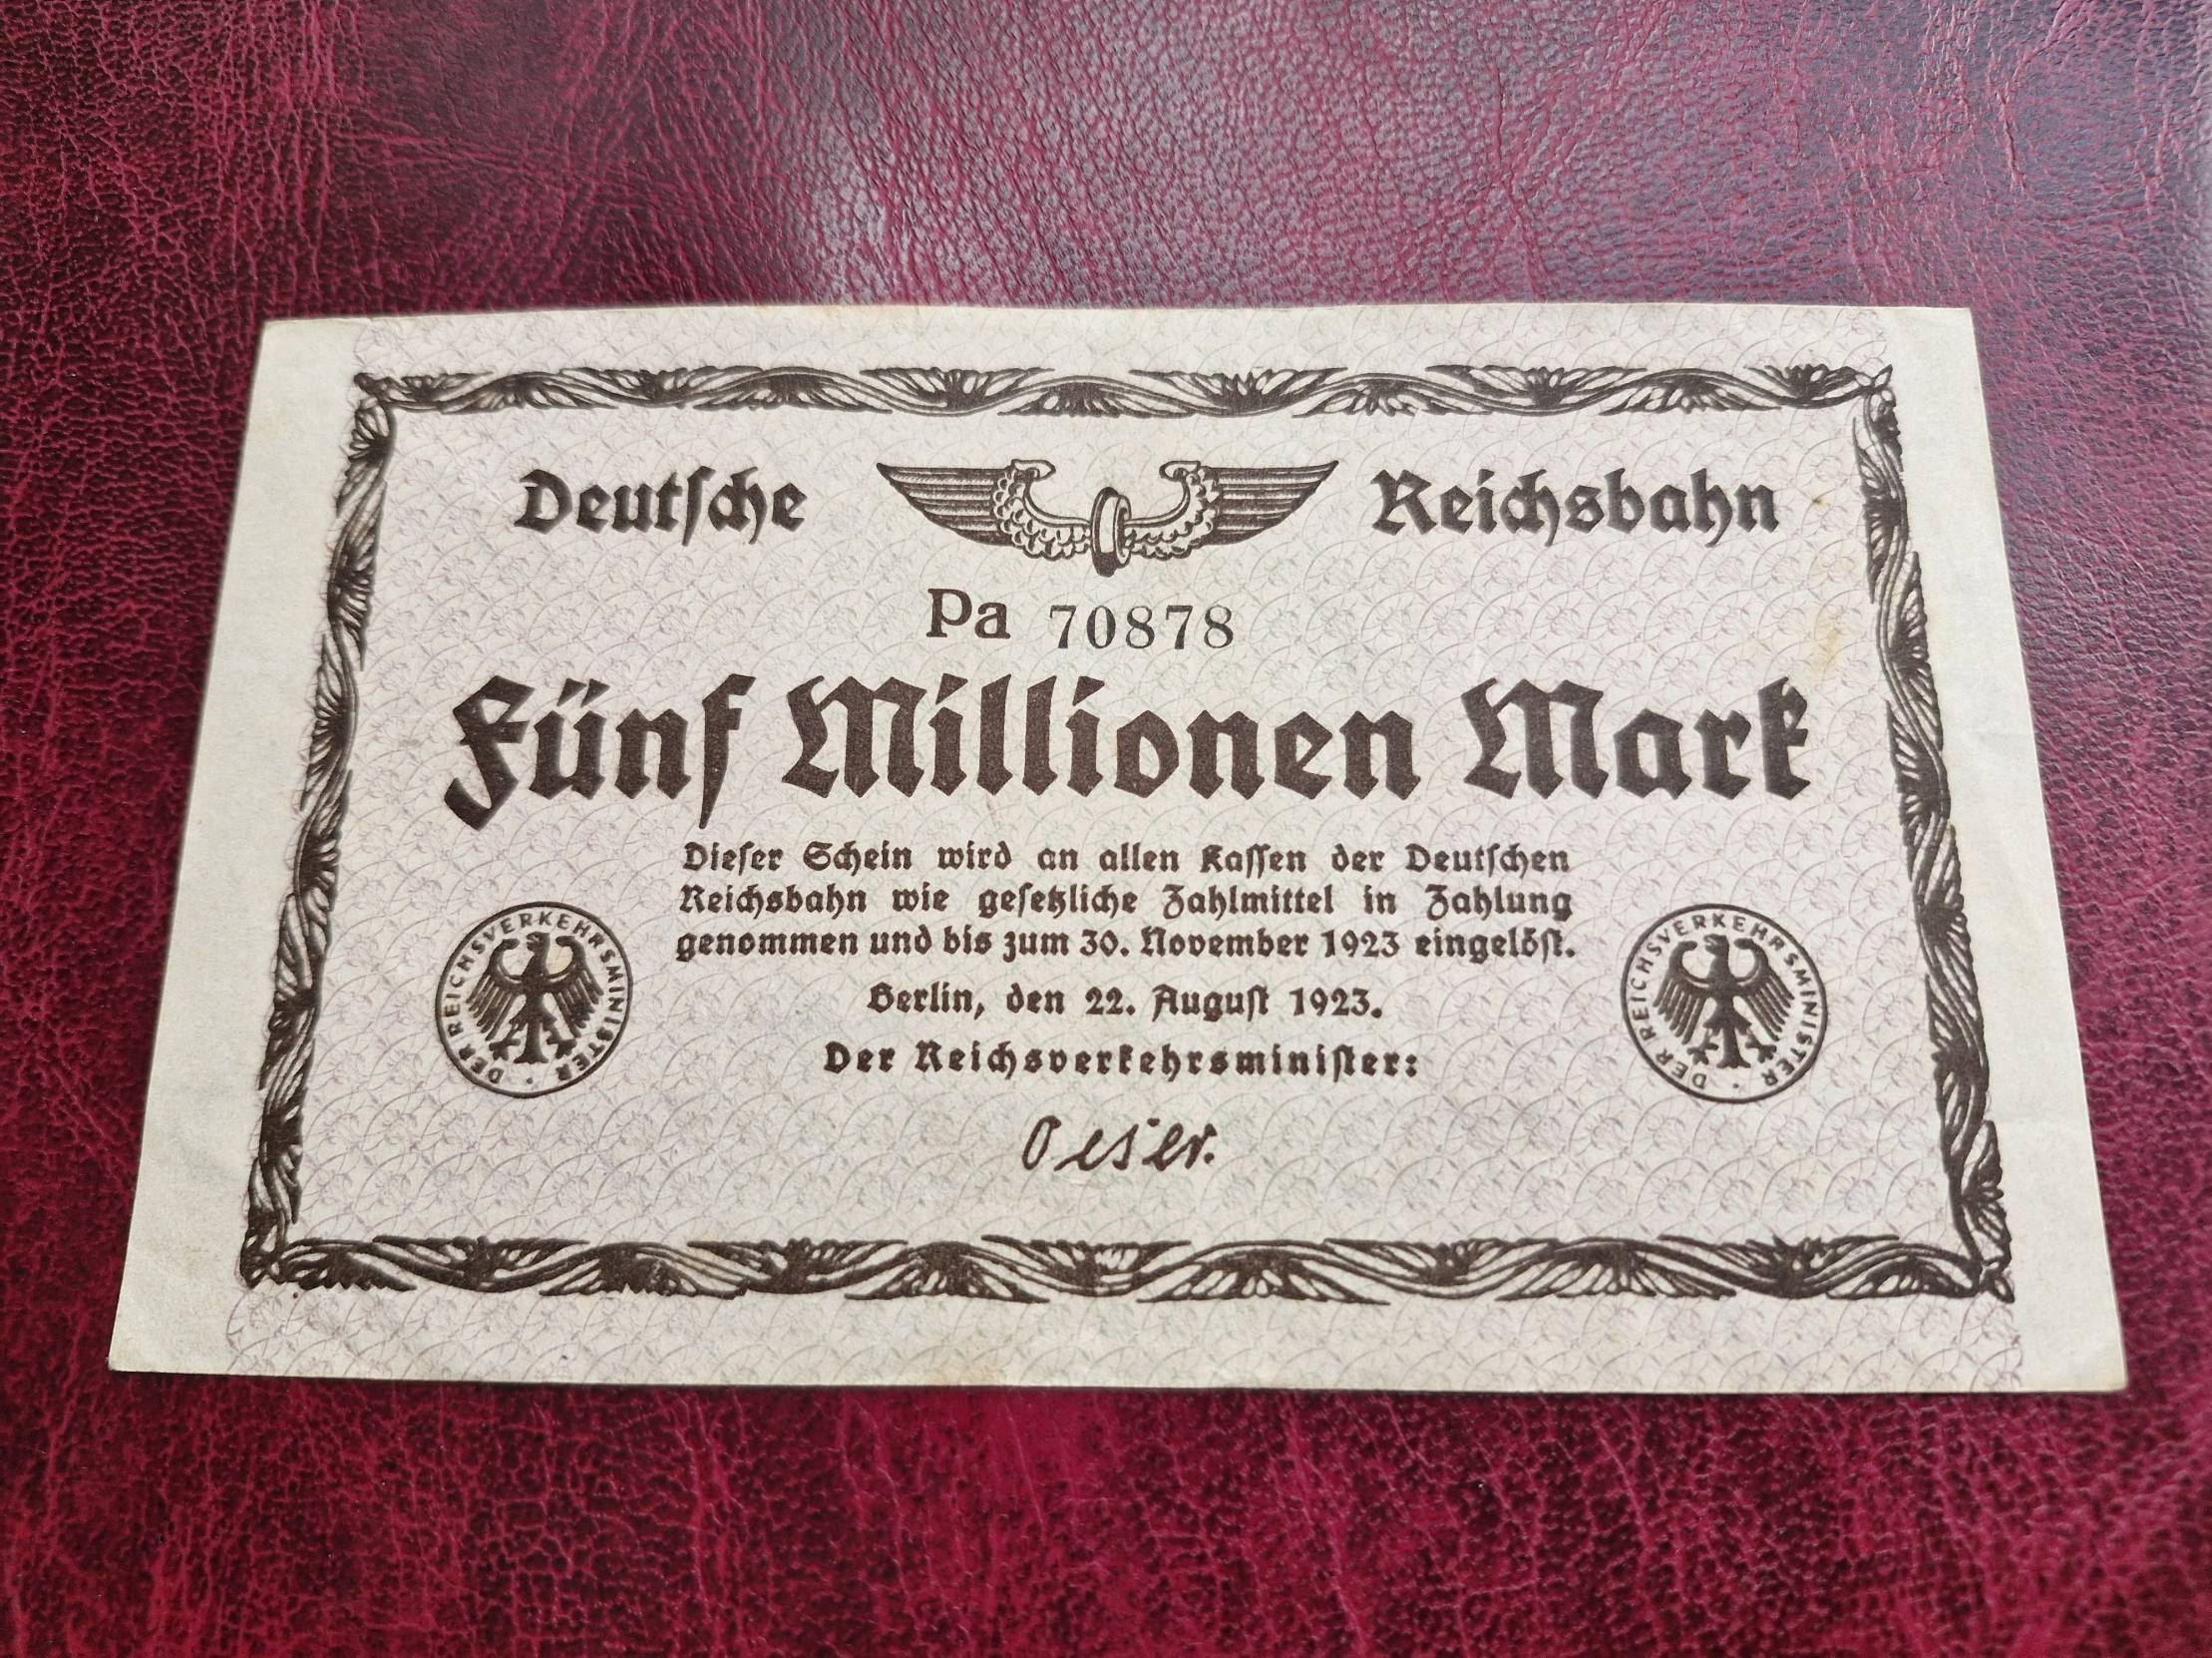 Deutsche Reichsbahn
Pa 70878
Fünf Millionen Mark
Dieser Schein wird an allen Kassen der Deutschen
Reichsbahn wie gesetzliche Zahlmittel in Zahlung
genommen und bis zum 30. November 1923 eingelöst.
Berlin, den 22. August 1923.
Der Reichsverkehrsminister:
Oeser.
DER REICHSVERKEHRSMINISTER
DER REICHSVERKEHRSMINISTER